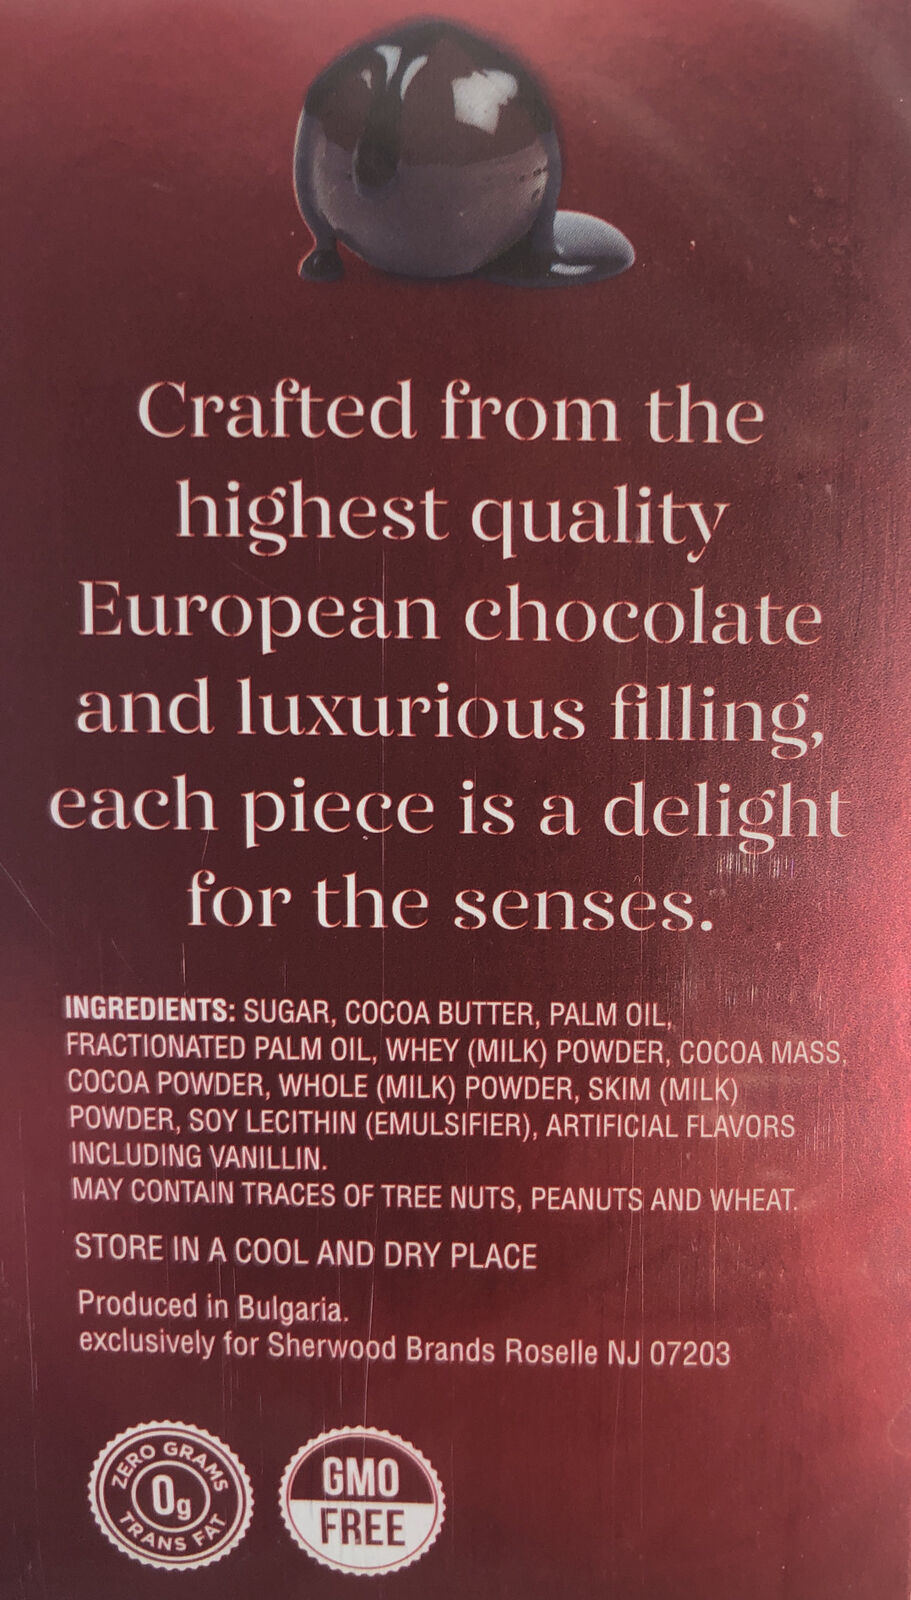 Crafted from the
highest quality
European chocolate
and luxurious filling,
each piece is a delight
for the senses.
INGREDIENTS: SUGAR, COCOA BUTTER, PALM OIL,
FRACTIONATED PALM OIL, WHEY (MILK) POWDER, COCOA MASS,
COCOA POWDER, WHOLE (MILK) POWDER, SKIM (MILK)
POWDER, SOY LECITHIN (EMULSIFIER), ARTIFICIAL FLAVORS
INCLUDING VANILLIN.
MAY CONTAIN TRACES OF TREE NUTS, PEANUTS AND WHEAT.
STORE IN A COOL AND DRY PLACE
Produced in Bulgaria.
exclusively for Sherwood Brands Roselle NJ 07203
ZERO GRAMS
0g
TRANS FAT
GMO
FREE